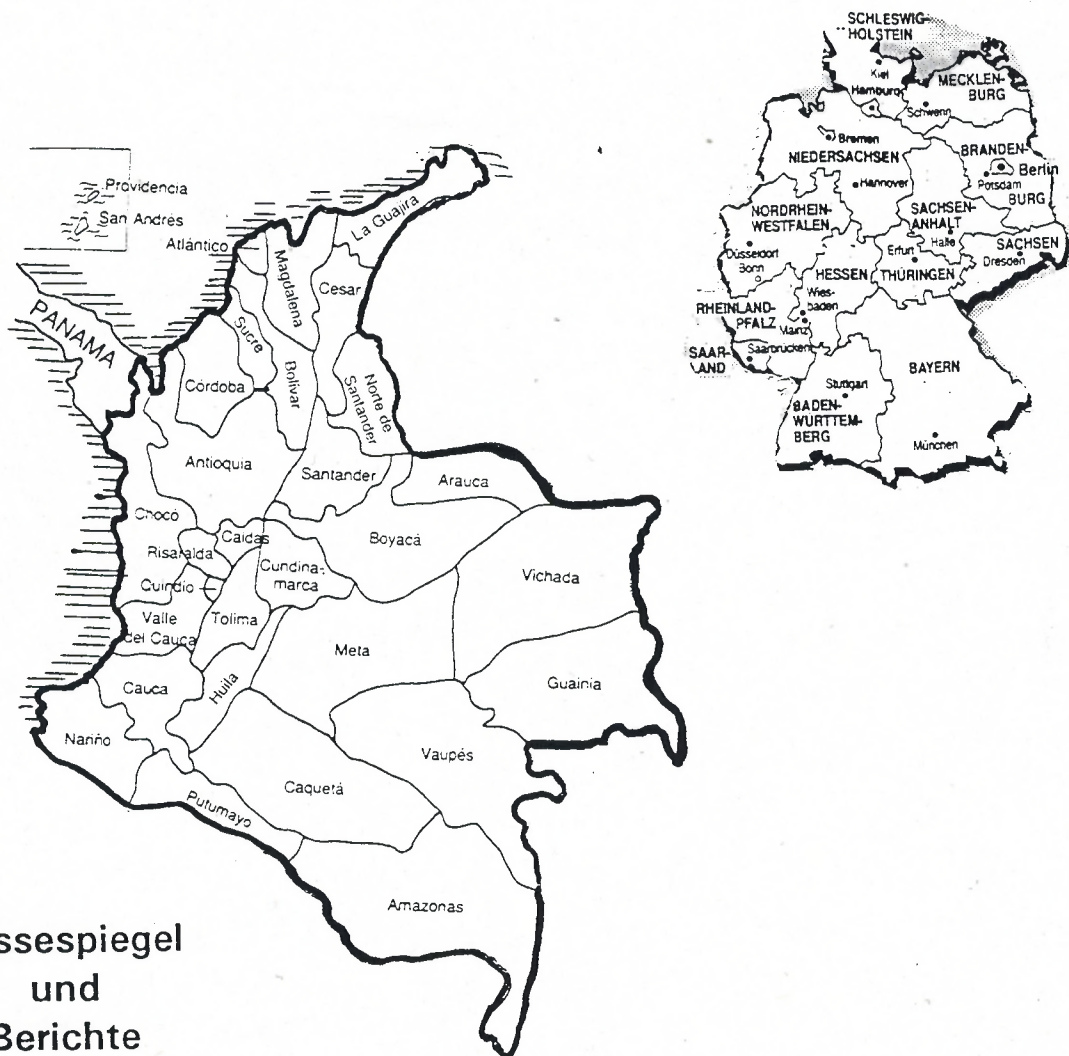 Providencia
San Andrés
PANAMA
Atlántico
Magdalena
La Guajira
Cesar
Sucre
Bolívar
Córdoba
Norte de
Santander
Antioquia
Santander
Arauca
Chocó
Caldas
Boyacá
Risaralda
Cundina-
marca
Vichada
Quindio
Tolima
Valle
del Cauca
Meta
Huila
Guainia
Cauca
Nariño
Vaupés
Caquetá
Putumayo
Amazonas
SCHLESWIG-
HOLSTEIN
Kiel
Hamburg
MECKLEN-
BURG
Schwerin
Bremen
NIEDERSACHSEN
BRANDEN-
Berlin
Hannover
Potsdam
BURG
NORDRHEIN-
WESTFALEN
SACHSEN-
ANHALT
Halle
SACHSEN
Düsseldorf
Bonn
Erfurt
Dresden
HESSEN
THÜRINGEN
Wies-
baden
RHEINLAND-
PFALZ
Mainz
SAAR-
LAND
Saarbrücken
BAYERN
Stuttgart
BADEN-
WÜRTTEM-
BERG
München
ssespiegel
und
Berichte